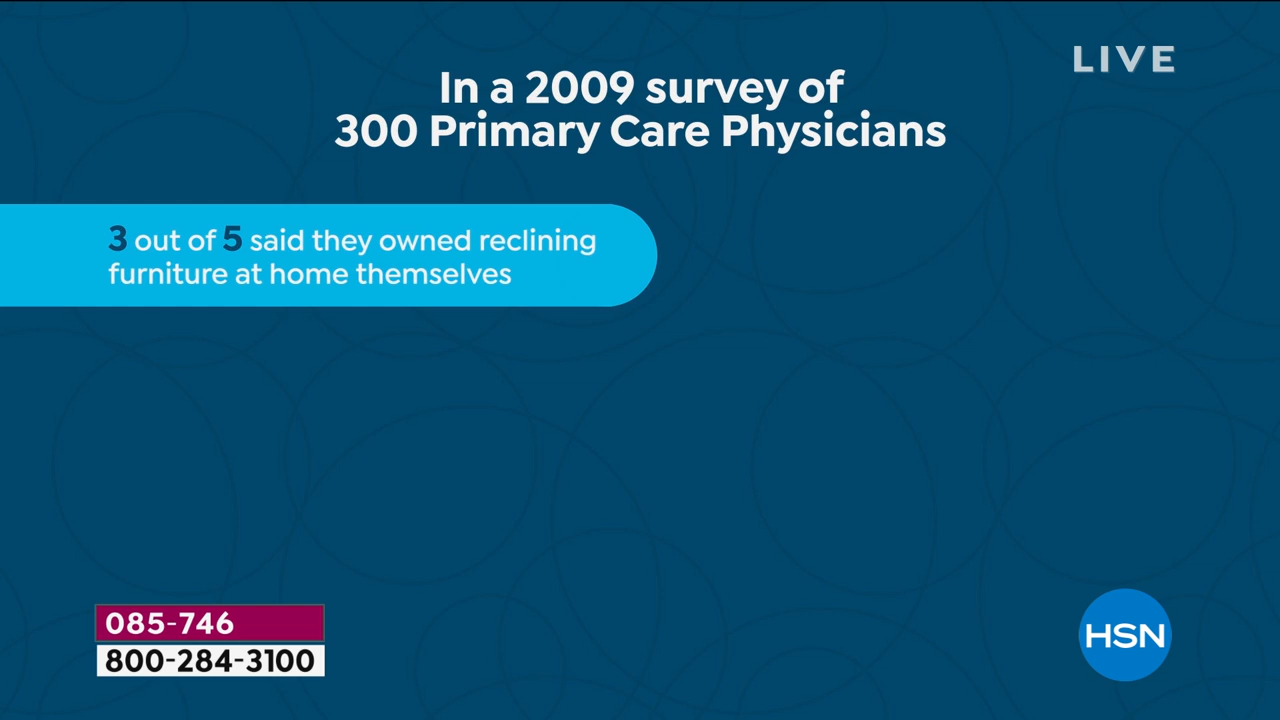 LIVE
In a 2009 survey of
300 Primary Care Physicians
3 out of 5 said they owned reclining
furniture at home themselves
085-746
800-284-3100
HSN